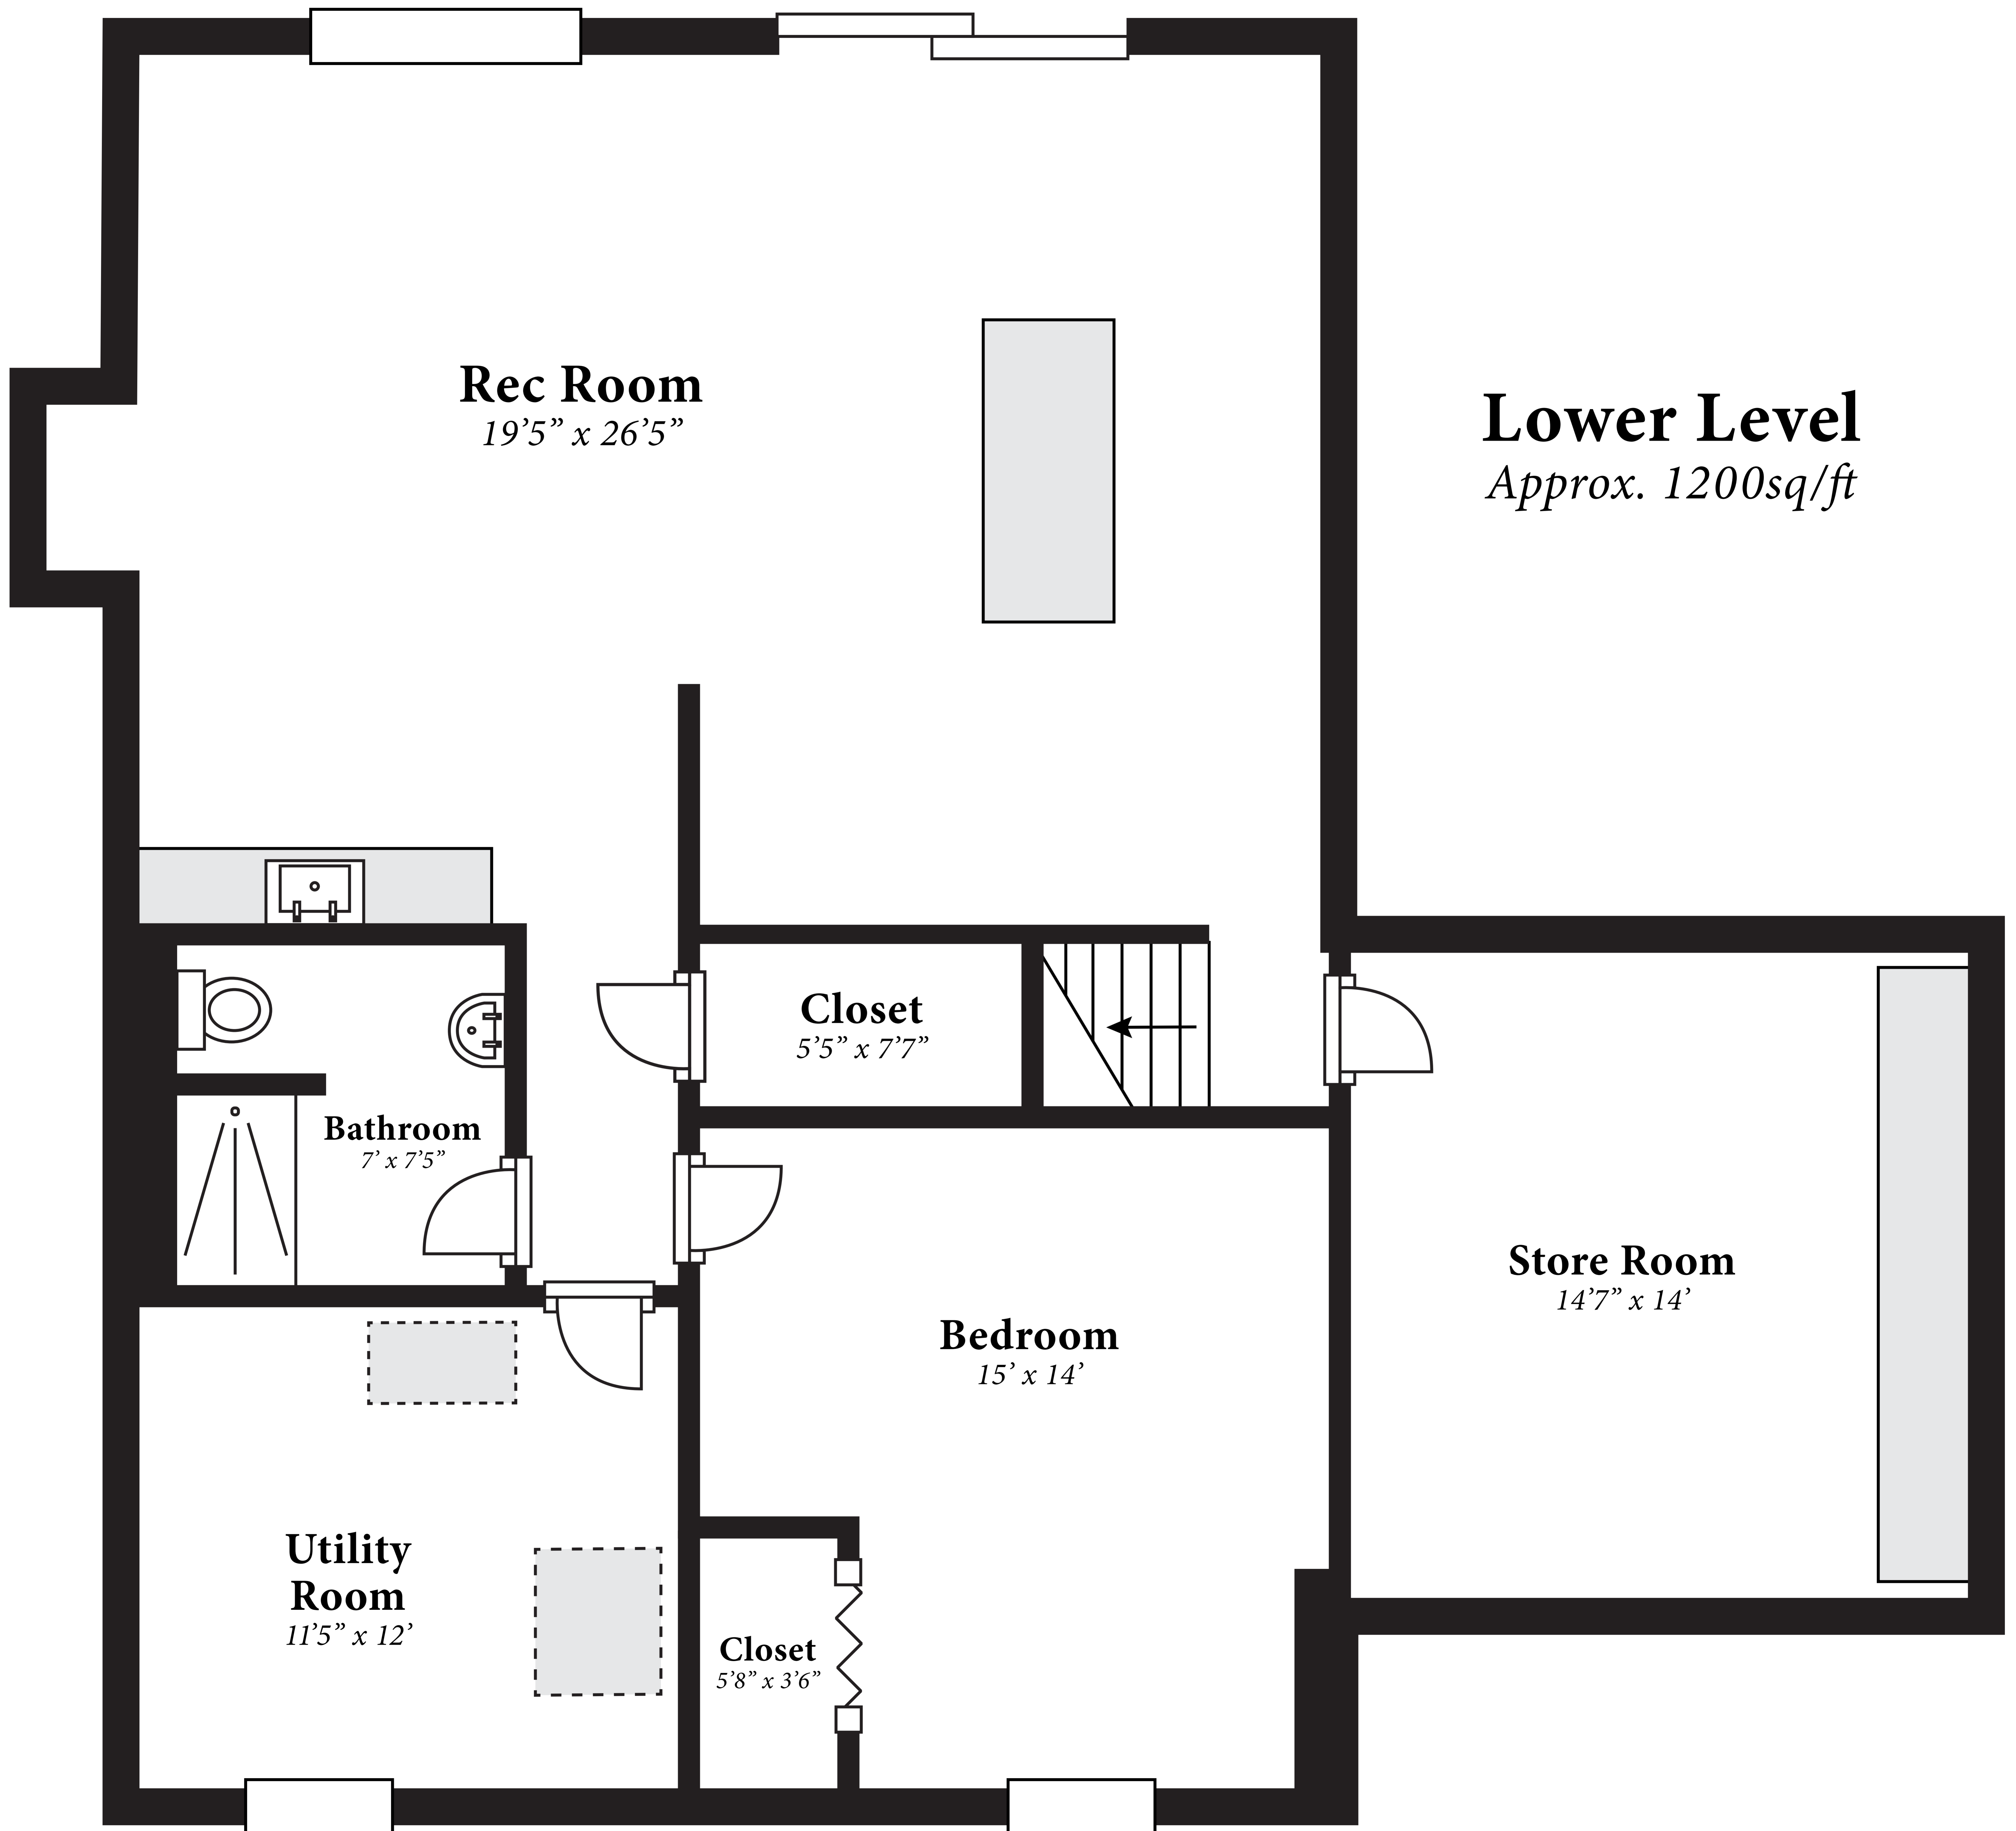 Rec Room
19’5” x 26’5”
Lower Level
Approx. 1200sq/ft
Closet
5’5” x 7’7”
Bathroom
7’ x 7’5”
Store Room
14’7” x 14’
Bedroom
15’ x 14’
Utility
Room
11’5” x 12’
Closet
5’8” x 3’6”